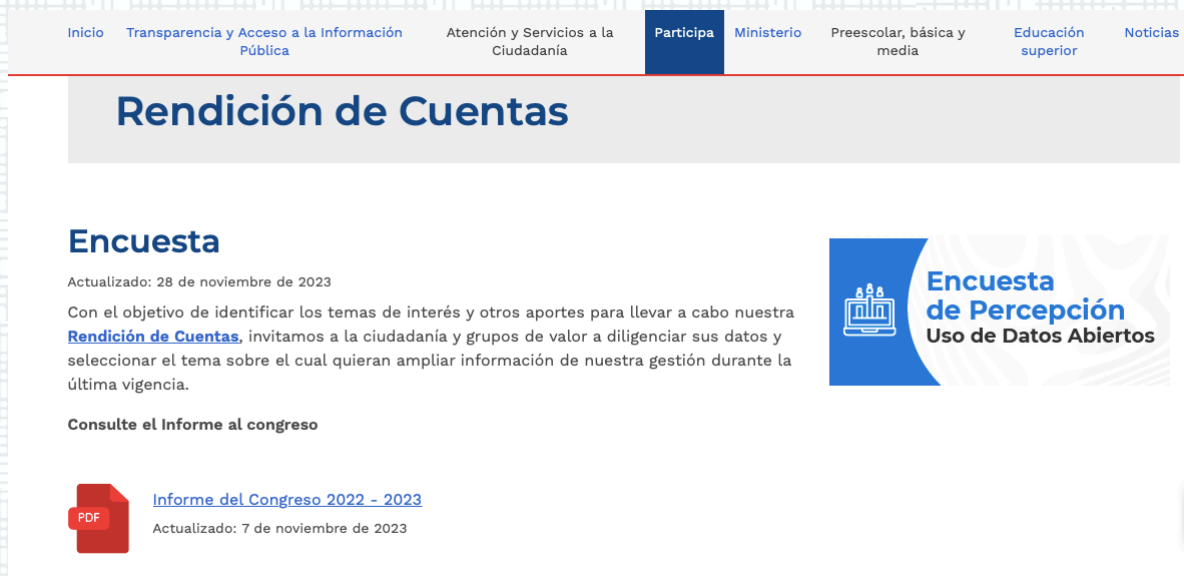 Inicio
Transparencia y Acceso a la Información
Pública
Atención y Servicios a la
Ciudadanía
Participa
Ministerio
Preescolar, básica y
media
Educación
superior
Noticias
Rendición de Cuentas
Encuesta
Actualizado: 28 de noviembre de 2023
Con el objetivo de identificar los temas de interés y otros aportes para llevar a cabo nuestra
Rendición de Cuentas, invitamos a la ciudadanía y grupos de valor a diligenciar sus datos y
seleccionar el tema sobre el cual quieran ampliar información de nuestra gestión durante la
última vigencia.
Consulte el Informe al congreso
PDF
Informe del Congreso 2022 - 2023
Actualizado: 7 de noviembre de 2023
Encuesta
de Percepción
Uso de Datos Abiertos